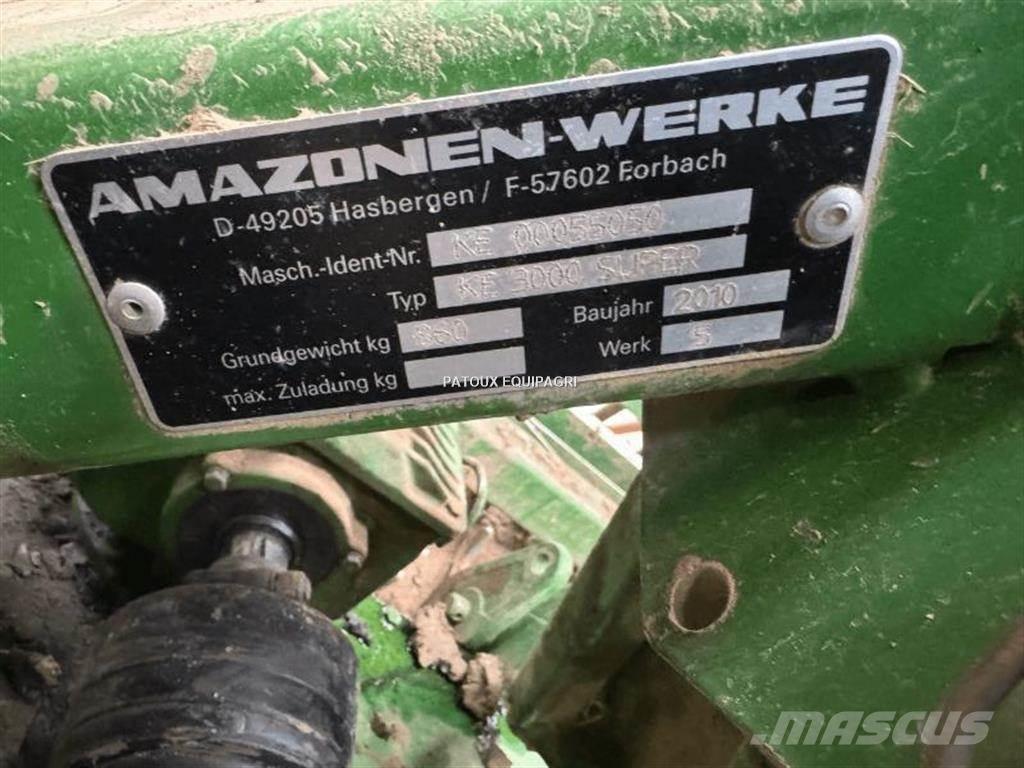 AMAZONEN-WERKE
D-49205 Hasbergen / F-57602 Forbach
Masch.-Ident-Nr. KE 00055050
Typ KE 3000 SUPER
Grundgewicht kg 860 Baujahr 2010
max. Zuladung kg Werk 5
PATOUX EQUIPAGRI
MASCUS